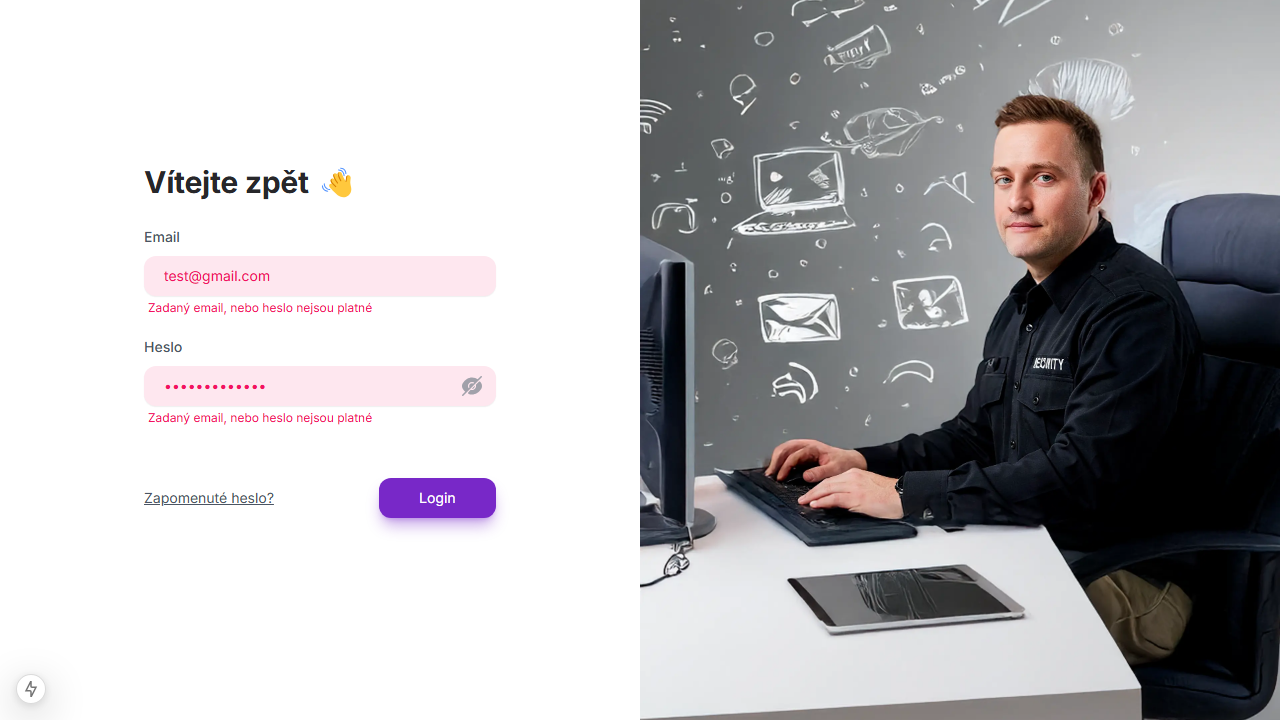 Vítejte zpět 👋
Email
test@gmail.com
Zadaný email, nebo heslo nejsou platné
Heslo
•••••••••••••
Zadaný email, nebo heslo nejsou platné
Zapomenuté heslo?
Login